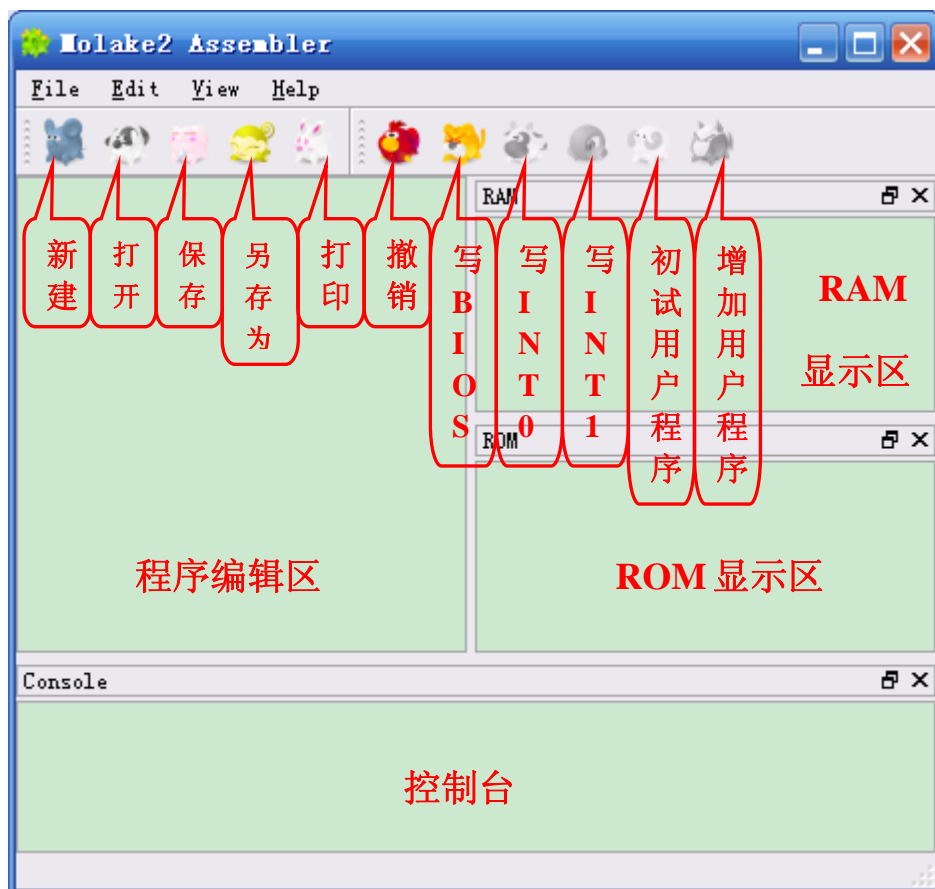 Molake2 Assembler
File Edit View Help
新建
打开
保存
另存为
打印
撤销
写BIOS
写INT0
写INT1
初试用户程序
增加用户程序
RAM
RAM
显示区
ROM
程序编辑区
ROM 显示区
Console
控制台